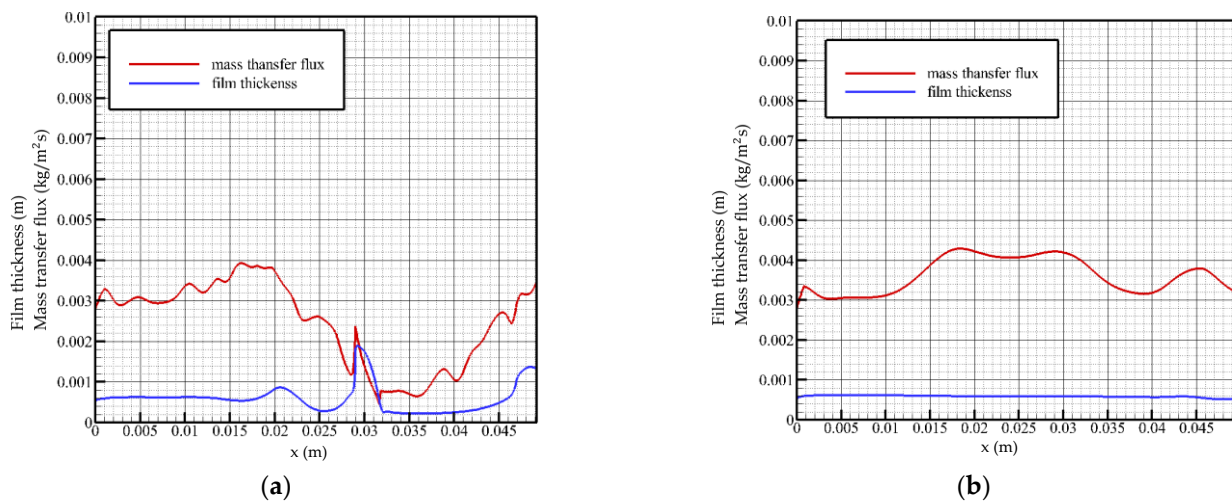 0.01
0.009
0.008
0.007
0.006
0.005
0.004
0.003
0.002
0.001
0
mass transfer flux
film thickenss
Film thickness (m)
Mass transfer flux (kg/m²s)
0 0.005 0.01 0.015 0.02 0.025 0.03 0.035 0.04 0.045
x (m)
(a)
0.01
0.009
0.008
0.007
0.006
0.005
0.004
0.003
0.002
0.001
0
mass thansfer flux
film thickenss
Film thickness (m)
Mass transfer flux (kg/m²s)
0 0.005 0.01 0.015 0.02 0.025 0.03 0.035 0.04 0.045
x (m)
(b)